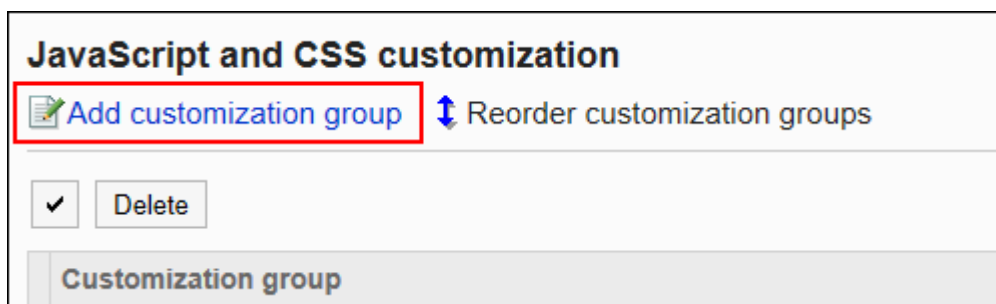 JavaScript and CSS customization
Add customization group Reorder customization groups
Delete
Customization group